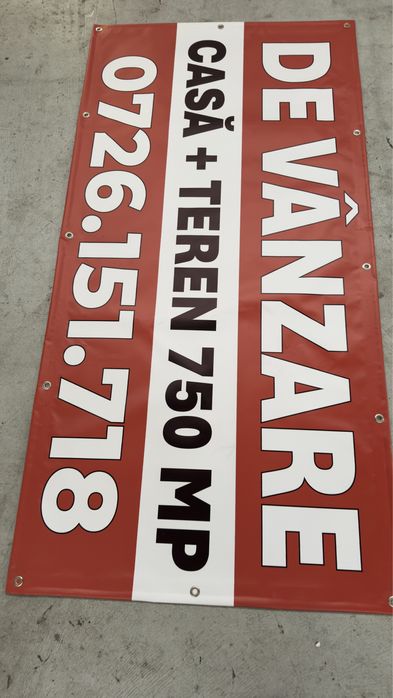 DE VÂNZARE
CASĂ + TEREN 750 MP
0726.151.718